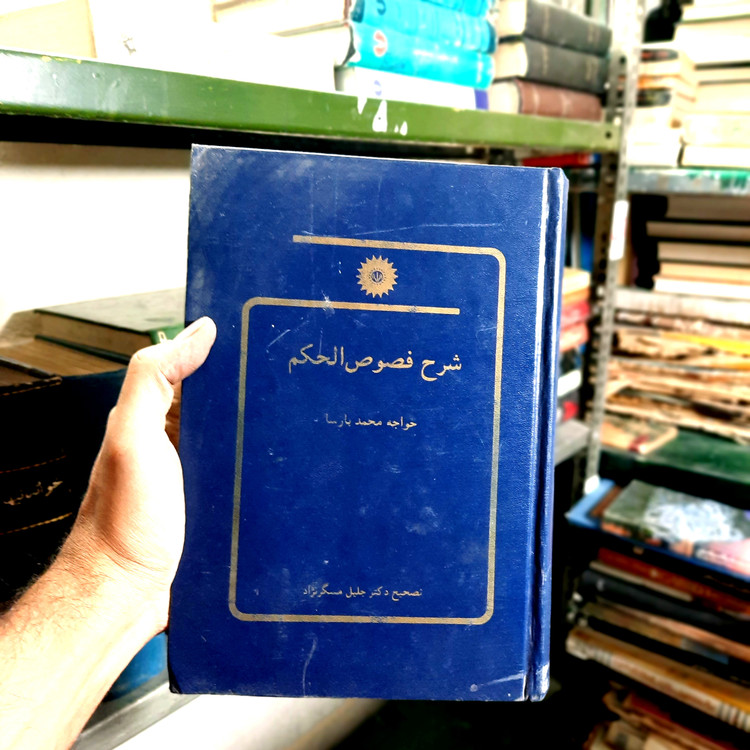 شرح فصوص‌الحکم
خواجه محمد پارسا
تصحیح دکتر جلیل مسگرنژاد